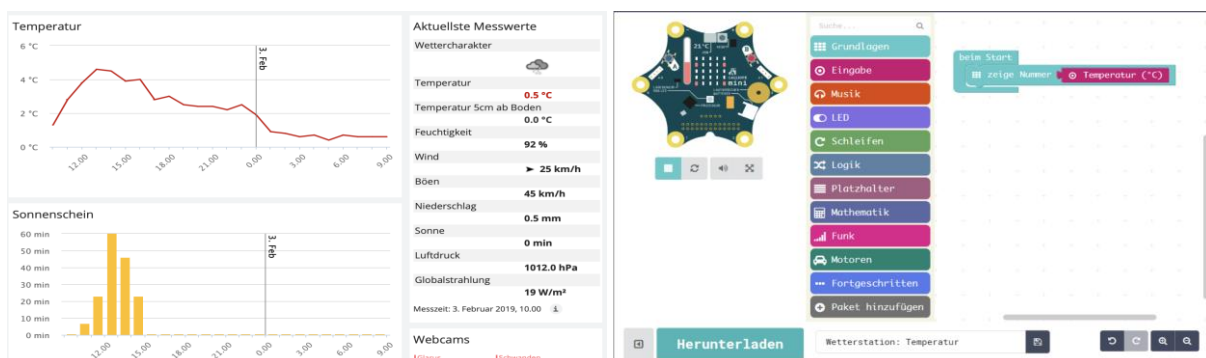 Temperatur
6 °C
4 °C
2 °C
0 °C
3. Feb
12.00
15.00
18.00
21.00
0.00
3.00
6.00
9.00
Sonnenschein
60 min
50 min
40 min
30 min
20 min
10 min
0 min
3. Feb
12.00
15.00
18.00
21.00
0.00
3.00
6.00
9.00
Aktuellste Messwerte
Wettercharakter
Temperatur
0.5 °C
Temperatur 5cm ab Boden
0.0 °C
Feuchtigkeit
92 %
Wind
➤ 25 km/h
Böen
45 km/h
Niederschlag
0.5 mm
Sonne
0 min
Luftdruck
1012.0 hPa
Globalstrahlung
19 W/m²
Messzeit: 3. Februar 2019, 10.00 i
Webcams
21°C
mini
Suche...
Grundlagen
Eingabe
Musik
LED
Schleifen
Logik
Platzhalter
Mathematik
Funk
Motoren
Fortgeschritten
Paket hinzufügen
beim Start
zeige Nummer Temperatur (°C)
Herunterladen
Wetterstation: Temperatur